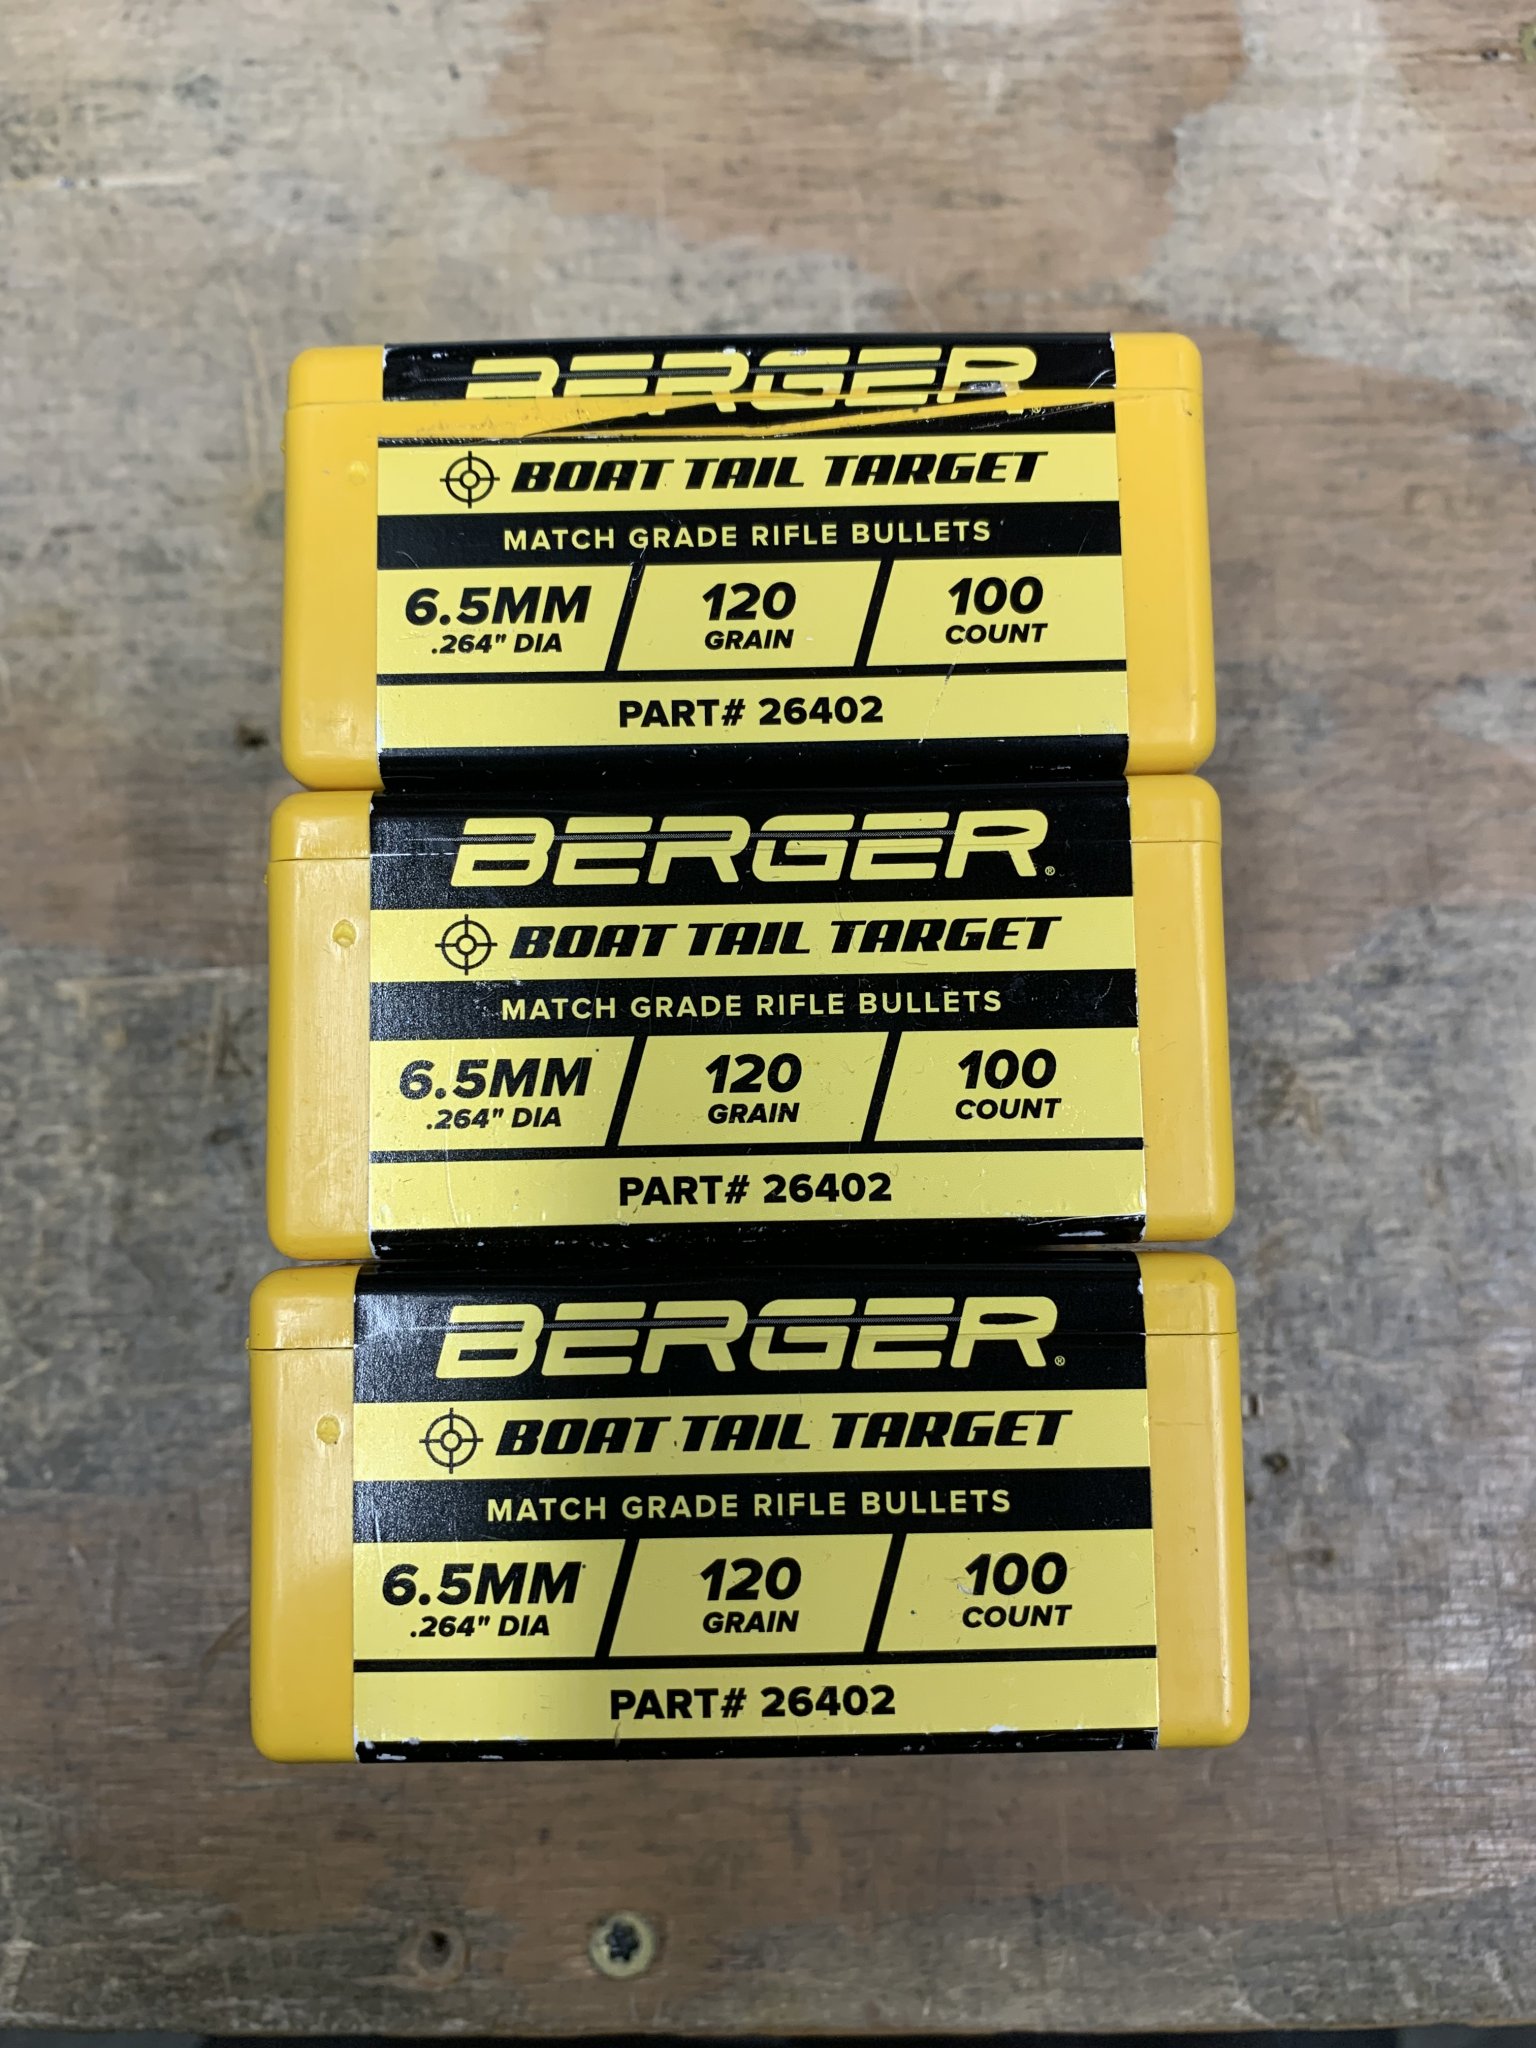 BERGER
BOAT TAIL TARGET
MATCH GRADE RIFLE BULLETS
6.5MM 120 100
.264" DIA GRAIN COUNT
PART# 26402
BERGER®
BOAT TAIL TARGET
MATCH GRADE RIFLE BULLETS
6.5MM 120 100
.264" DIA GRAIN COUNT
PART# 26402
BERGER®
BOAT TAIL TARGET
MATCH GRADE RIFLE BULLETS
6.5MM 120 100
.264" DIA GRAIN COUNT
PART# 26402